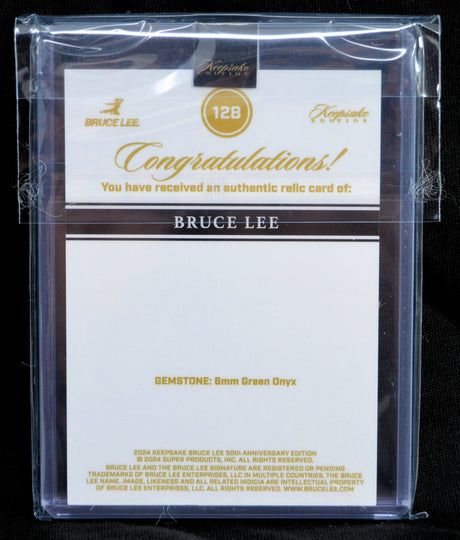 Keepsake
EDITION
BRUCE LEE
128
Keepsake
EDITION
Congratulations!
You have received an authentic relic card of:
BRUCE LEE
GEMSTONE: 6mm Green Onyx
2024 KEEPSAKE BRUCE LEE 50th ANNIVERSARY EDITION
© 2024 SUPER PRODUCTS, INC. ALL RIGHTS RESERVED.
BRUCE LEE AND THE BRUCE LEE SIGNATURE ARE REGISTERED OR PENDING
TRADEMARKS OF BRUCE LEE ENTERPRISES, LLC IN MULTIPLE COUNTRIES. THE BRUCE
LEE NAME, IMAGE, LIKENESS AND ALL RELATED INDICIA ARE INTELLECTUAL PROPERTY
OF BRUCE LEE ENTERPRISES, LLC. ALL RIGHTS RESERVED. WWW.BRUCELEE.COM